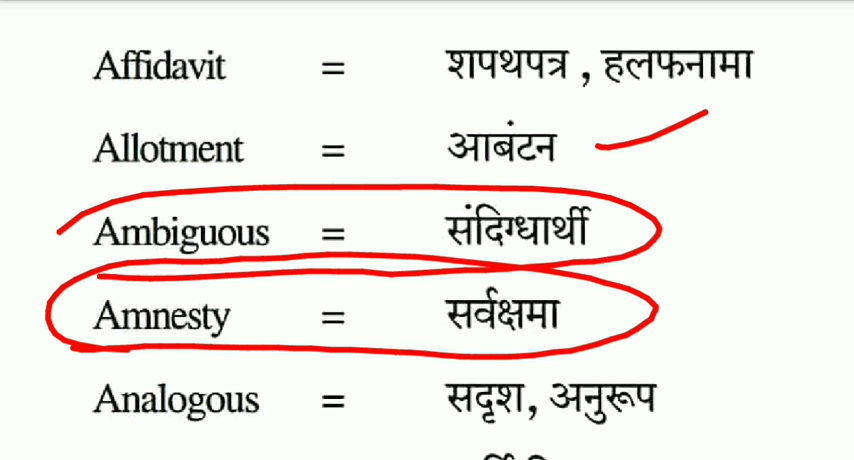 Affidavit = शपथपत्र , हलफनामा
Allotment = आबंटन
Ambiguous = संदिग्धार्थी
Amnesty = सर्वक्षमा
Analogous = सदृश, अनुरूप